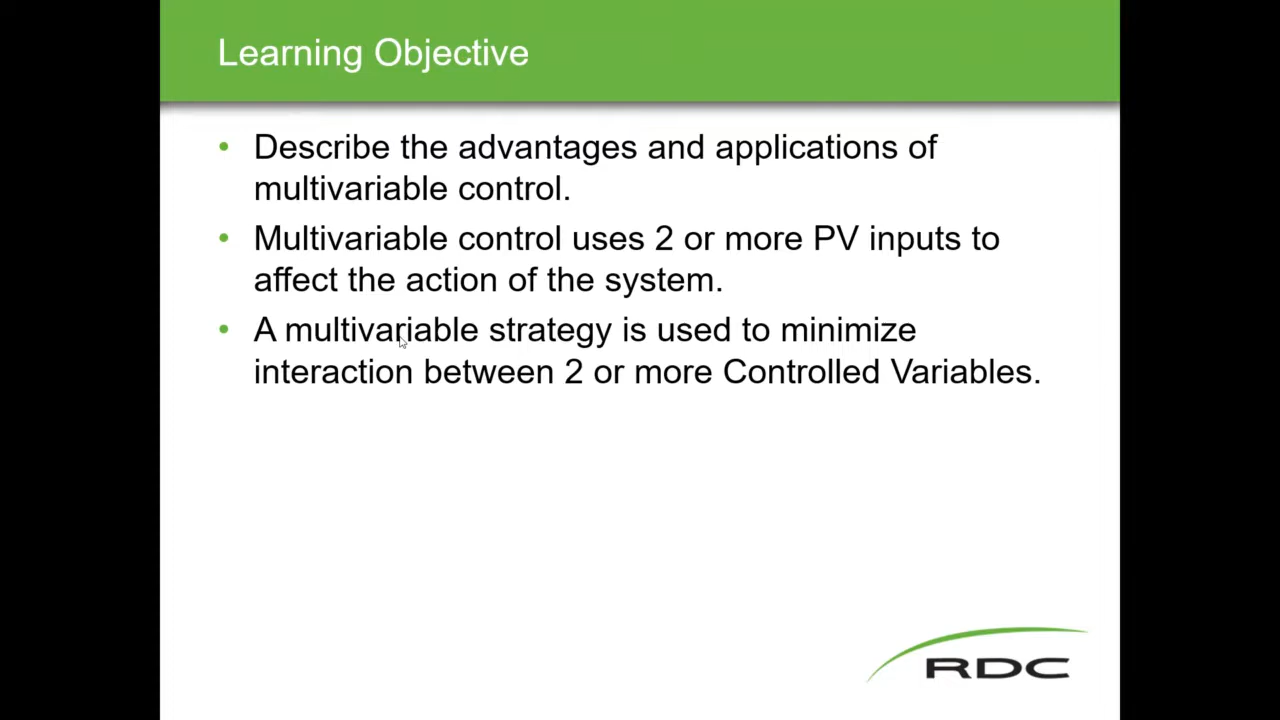 Learning Objective
• Describe the advantages and applications of
multivariable control.
• Multivariable control uses 2 or more PV inputs to
affect the action of the system.
• A multivariable strategy is used to minimize
interaction between 2 or more Controlled Variables.
RDC